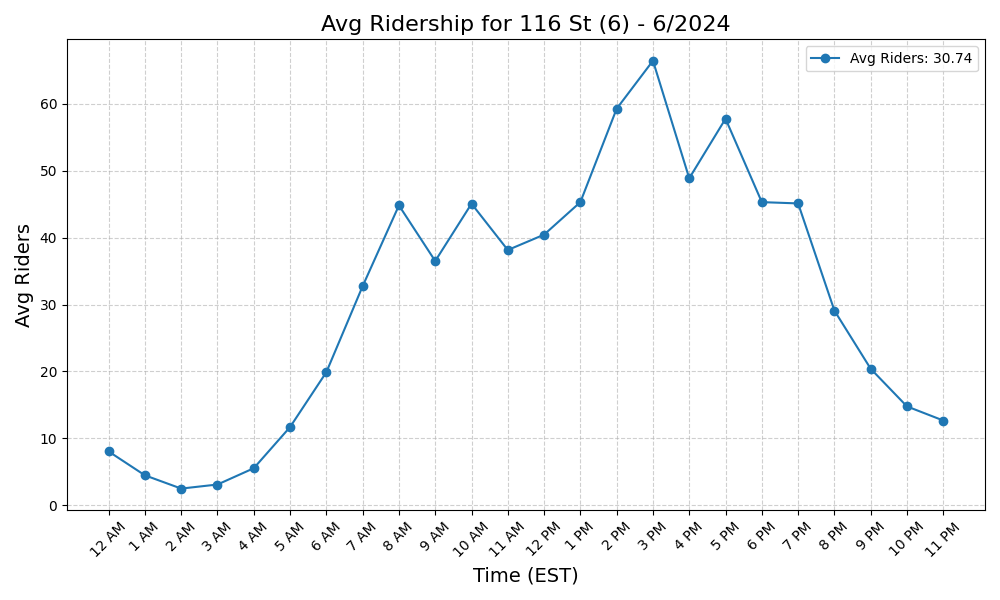 Avg Ridership for 116 St (6) - 6/2024
Avg Riders: 30.74
Avg Riders
60
50
40
30
20
10
0
12 AM 1 AM 2 AM 3 AM 4 AM 5 AM 6 AM 7 AM 8 AM 9 AM 10 AM 11 AM 12 PM 1 PM 2 PM 3 PM 4 PM 5 PM 6 PM 7 PM 8 PM 9 PM 10 PM 11 PM
Time (EST)